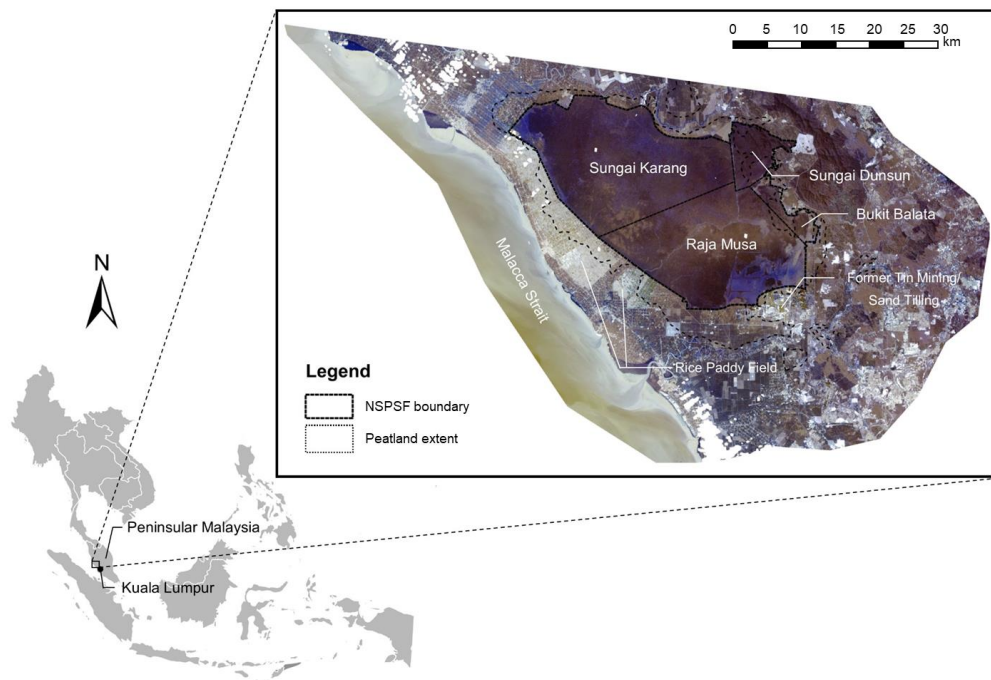 0 5 10 15 20 25 30
km
Sungai Karang
Sungai Dunsun
Bukit Balata
Raja Musa
Former Tin Mining/
Sand Tilling
Malacca Strait
Rice Paddy Field
N
Legend
NSPSF boundary
Peatland extent
Peninsular Malaysia
Kuala Lumpur